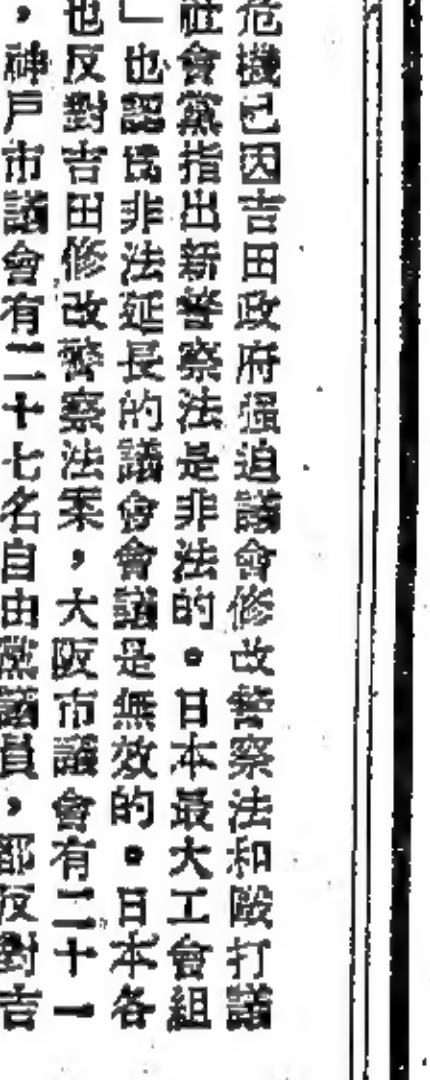 危機已因吉田政府强迫議會修改警察法和毆打議
社會黨指出新警察法是非法的。日本最大工會組
」也認爲非法延長的議會會議是無效的。日本各
也反對吉田修改警察法案，大阪市議會有二十一
，神戶市議會有二十七名自由黨議員，都反對吉